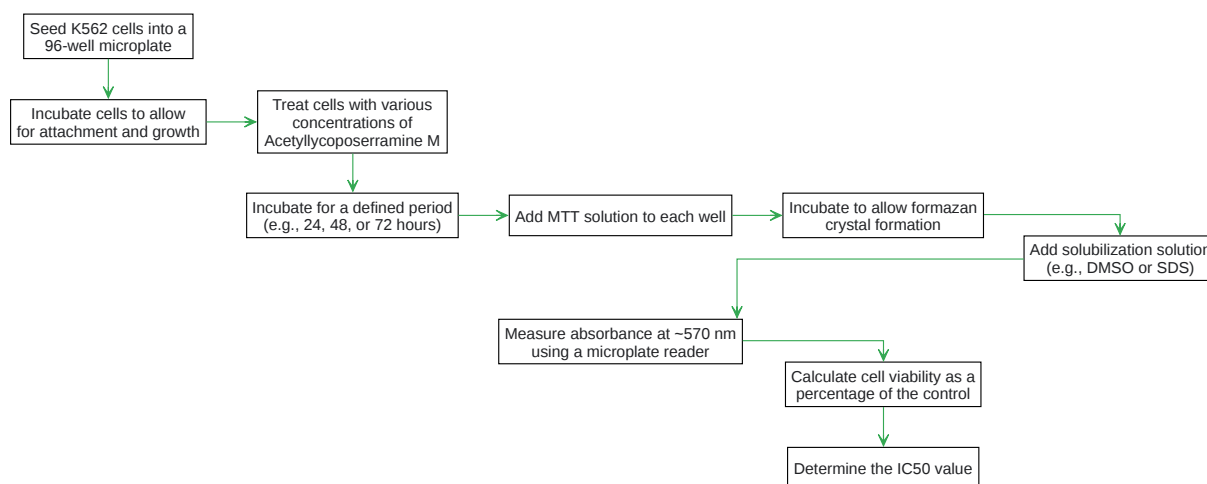 Seed K562 cells into a
96-well microplate
Incubate cells to allow
for attachment and growth
Treat cells with various
concentrations of
Acetyllycoposerramine M
Incubate for a defined period
(e.g., 24, 48, or 72 hours)
Add MTT solution to each well
Incubate to allow formazan
crystal formation
Add solubilization solution
(e.g., DMSO or SDS)
Measure absorbance at ~570 nm
using a microplate reader
Calculate cell viability as a
percentage of the control
Determine the IC50 value